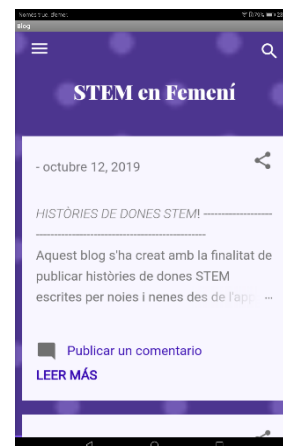 Blog
STEM en Femení
- octubre 12, 2019
HISTÒRIES DE DONES STEM! -------------------
----------------------------------------------
Aquest blog s'ha creat amb la finalitat de
publicar històries de dones STEM
escrites per noies i nenes des de l'app ...
Publicar un comentario
LEER MÁS